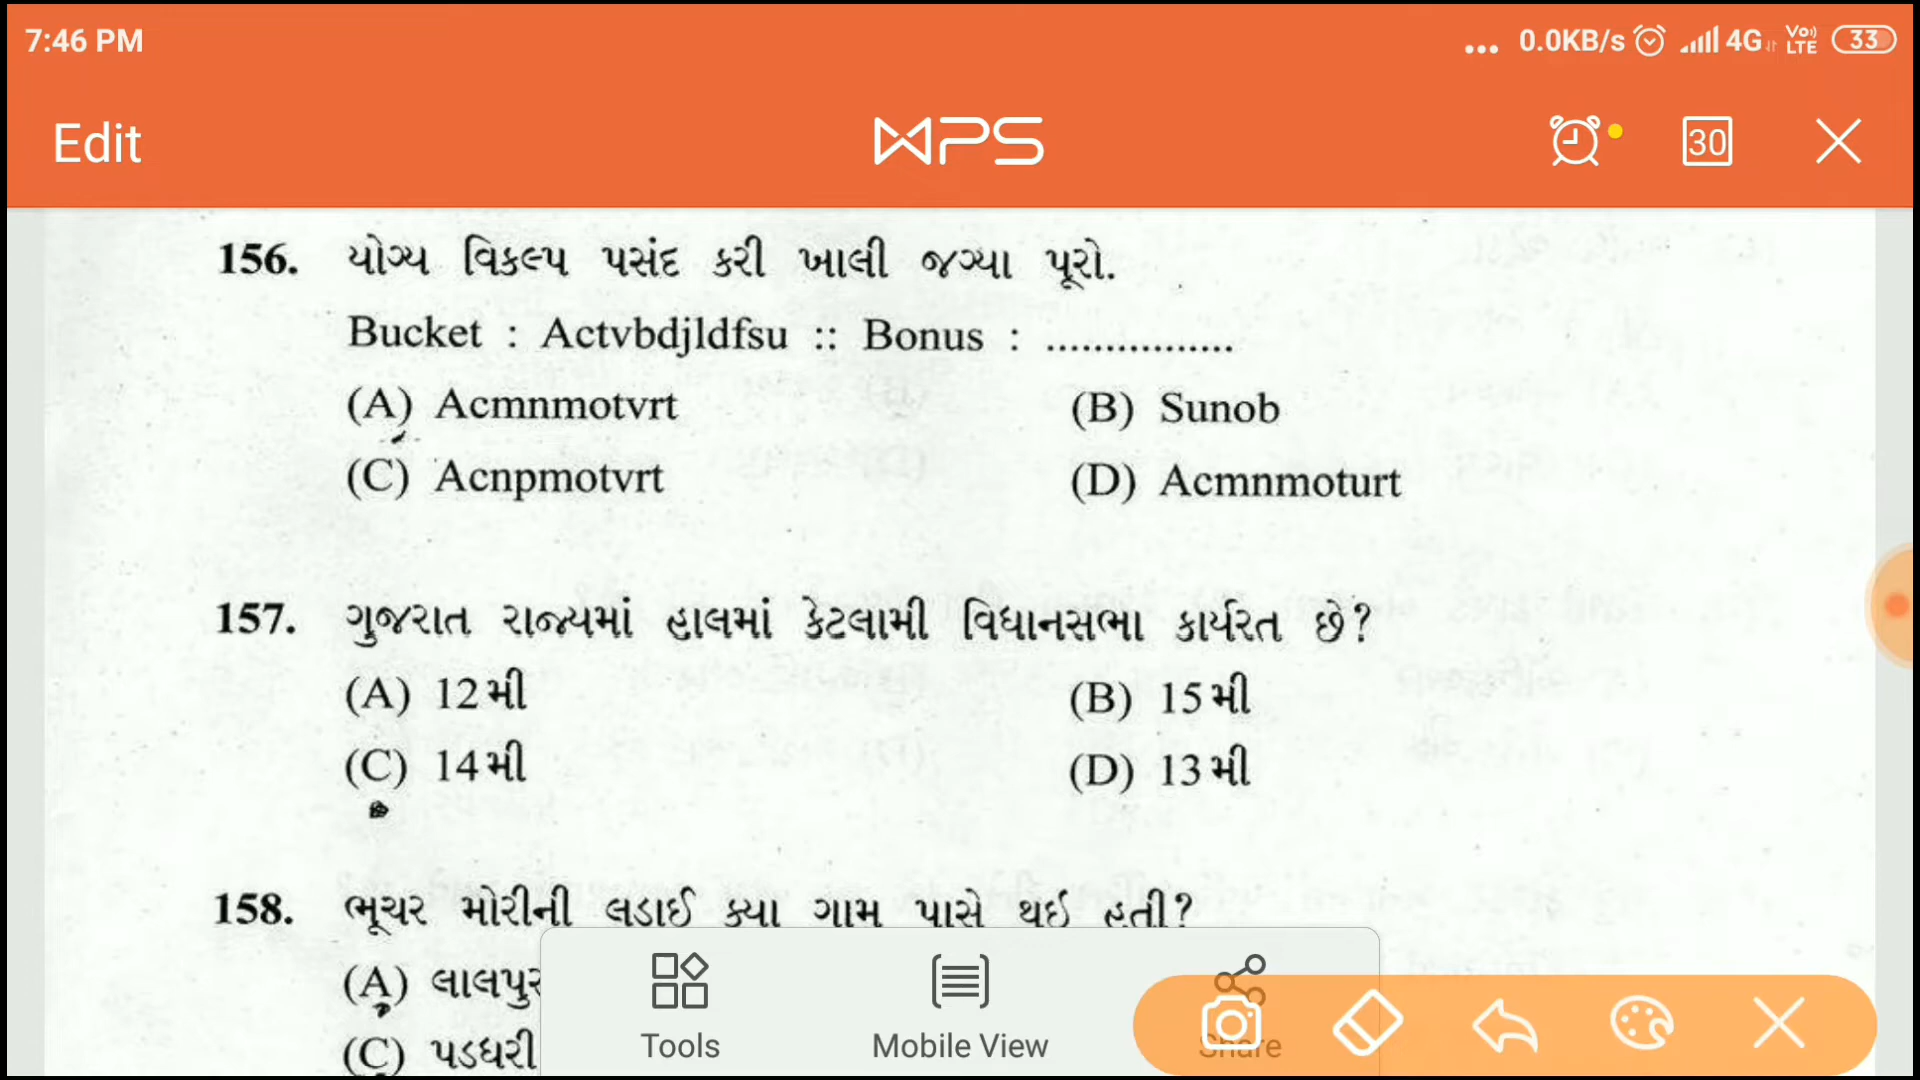 7:46 PM
... 0.0KB/s 4G Vo)) LTE 33
Edit
WPS
30
156. યોગ્ય વિકલ્પ પસંદ કરી ખાલી જગ્યા પૂરો.
Bucket : Actvbdjldfsu :: Bonus : ................
(A) Acmnmotvrt
(B) Sunob
(C) Acnpmotvrt
(D) Acmnmoturt
157. ગુજરાત રાજ્યમાં હાલમાં કેટલામી વિધાનસભા કાર્યરત છે?
(A) 12મી
(B) 15મી
(C) 14મી
(D) 13મી
158. ભૂચર મોરીની લડાઈ ક્યા ગામ પાસે થઇ હતી?
(A) લાલપુર
(C) પડધરી
Tools
Mobile View
Share